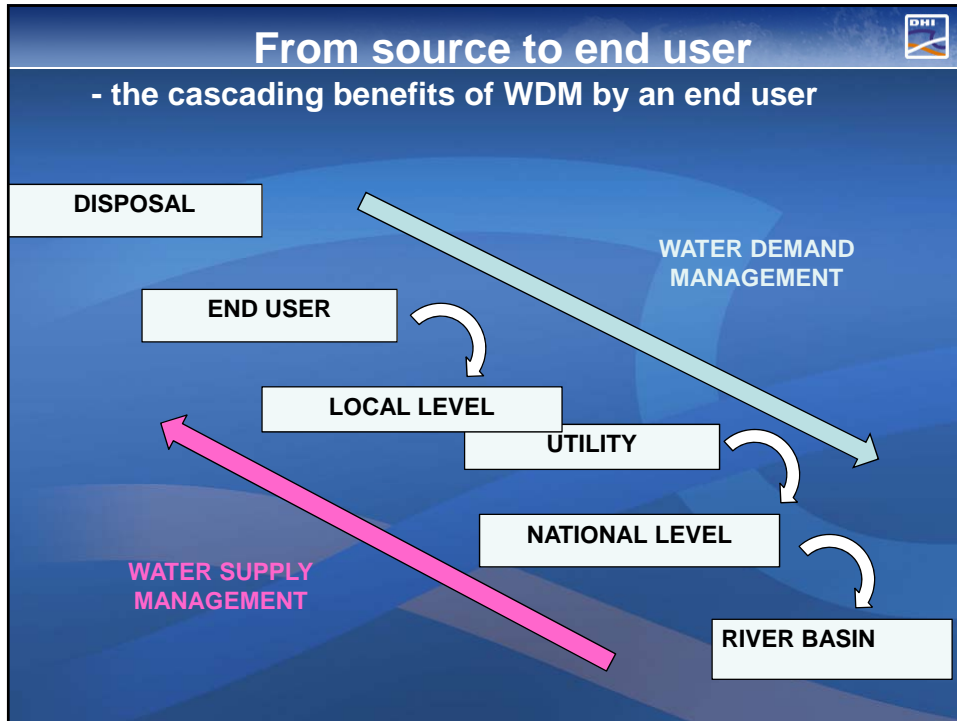 DHI
From source to end user
- the cascading benefits of WDM by an end user
DISPOSAL
WATER DEMAND
MANAGEMENT
END USER
LOCAL LEVEL
UTILITY
NATIONAL LEVEL
WATER SUPPLY
MANAGEMENT
RIVER BASIN